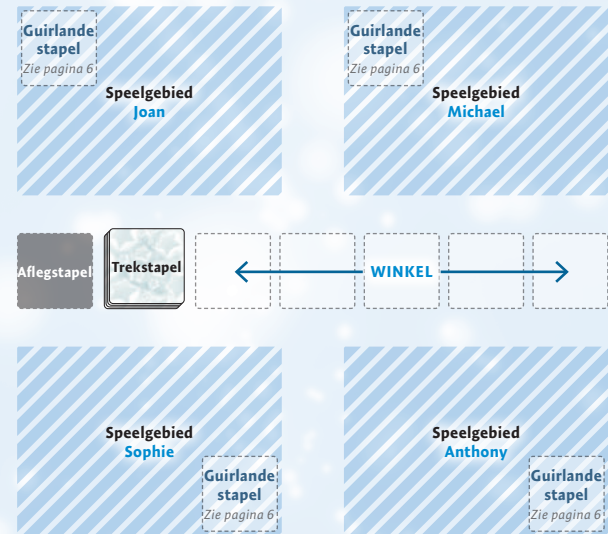 Guirlande
stapel
Zie pagina 6
Speelgebied
Joan
Guirlande
stapel
Zie pagina 6
Speelgebied
Michael
Aflegstapel
Trekstapel
WINKEL
Speelgebied
Sophie
Guirlande
stapel
Zie pagina 6
Speelgebied
Anthony
Guirlande
stapel
Zie pagina 6